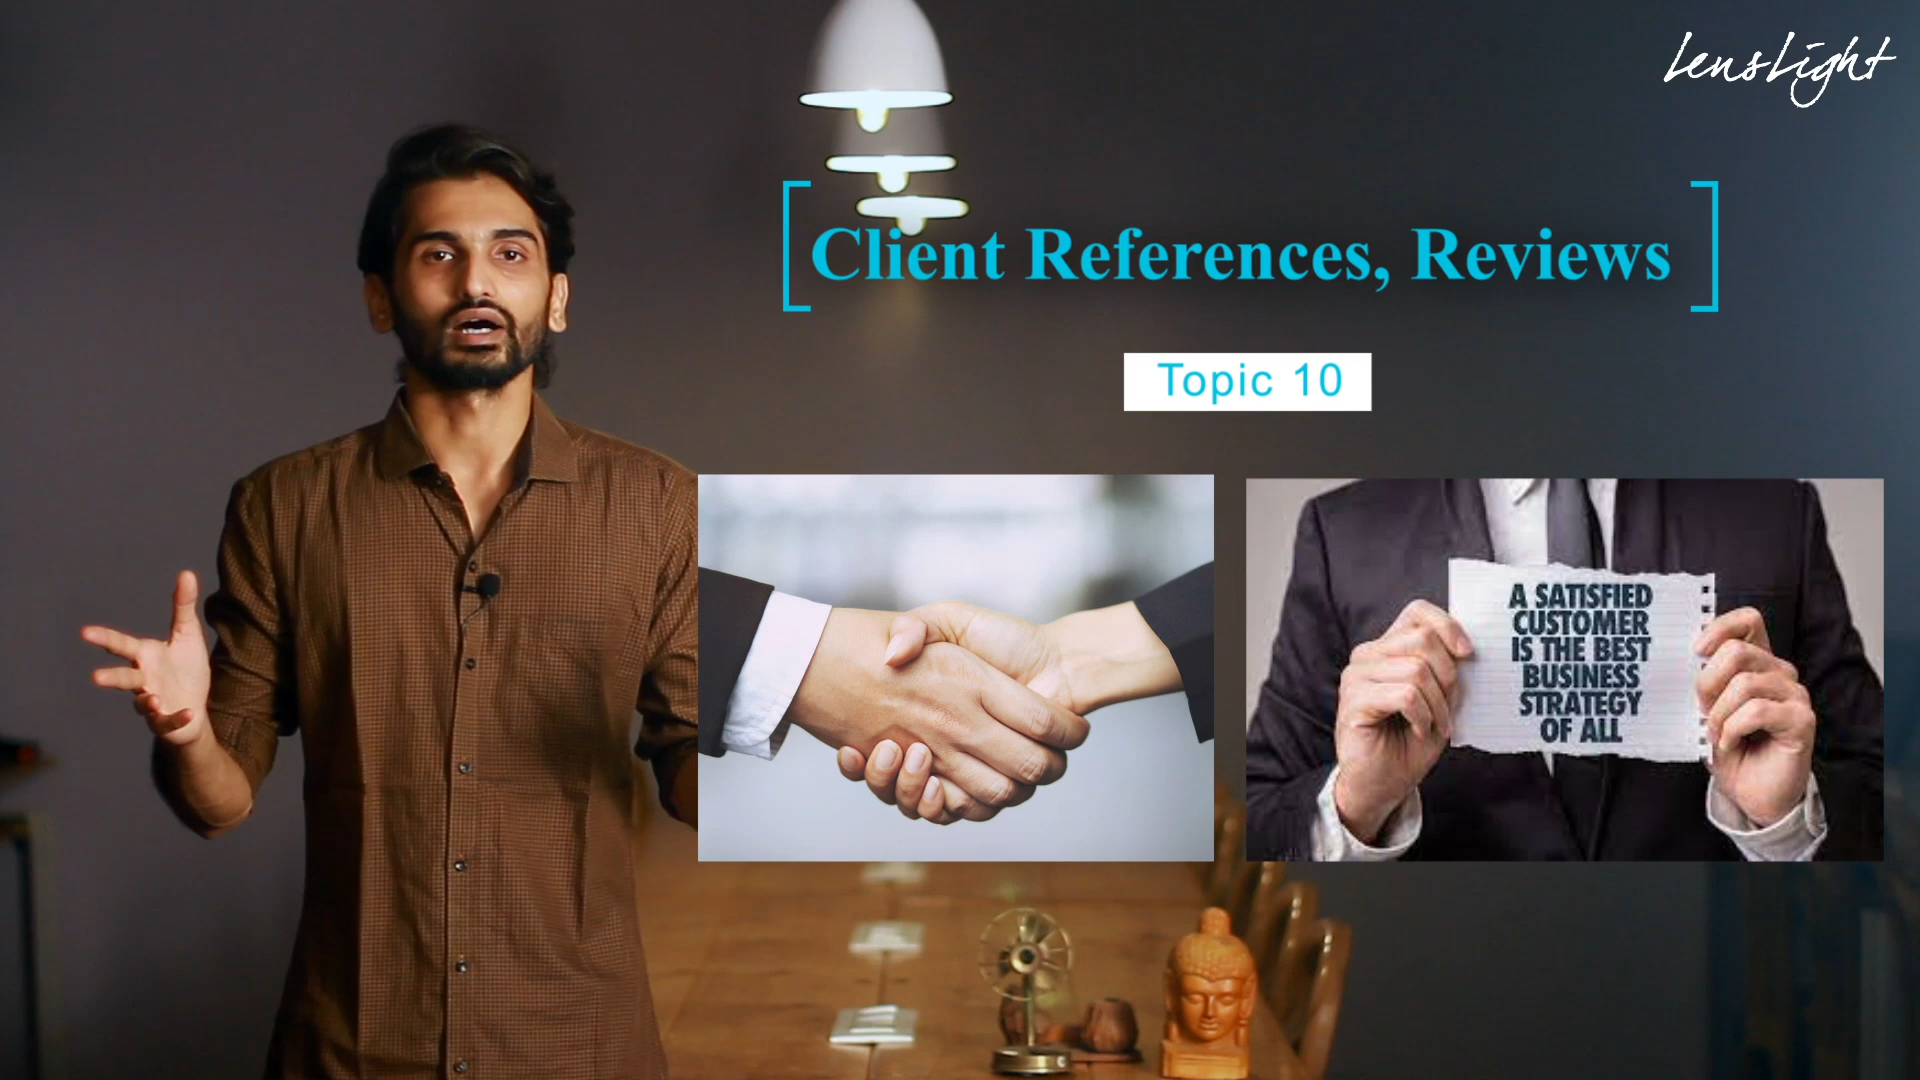 LensLight
Client References, Reviews
Topic 10
A SATISFIED
CUSTOMER
IS THE BEST
BUSINESS
STRATEGY
OF ALL